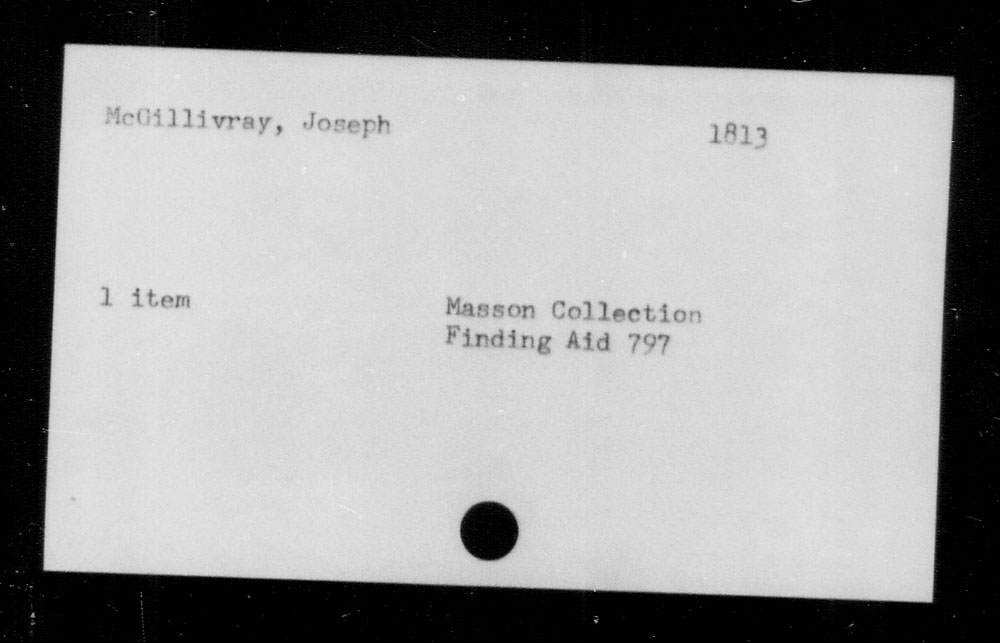 McGillivray, Joseph 1813
1 item Masson Collection
Finding Aid 797